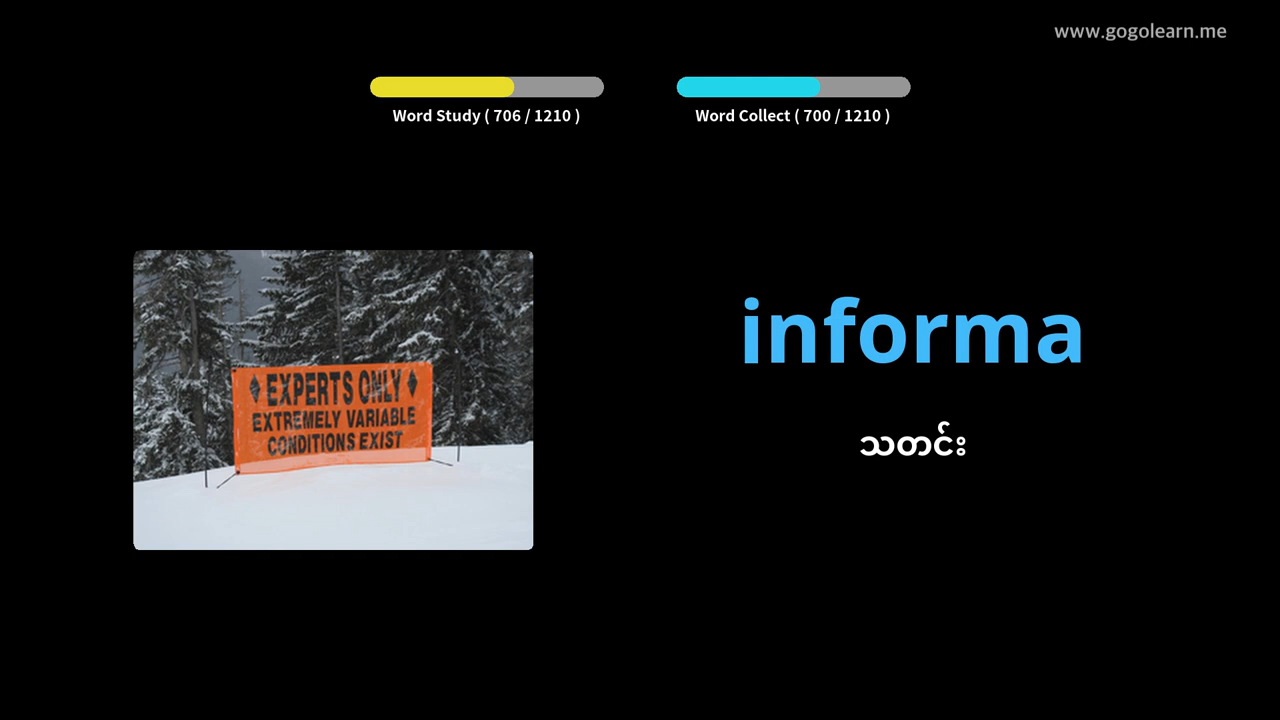 www.gogolearn.me
Word Study ( 706 / 1210 )
Word Collect ( 700 / 1210 )
EXPERTS ONLY
EXTREMELY VARIABLE
CONDITIONS EXIST
informa
သတင်း